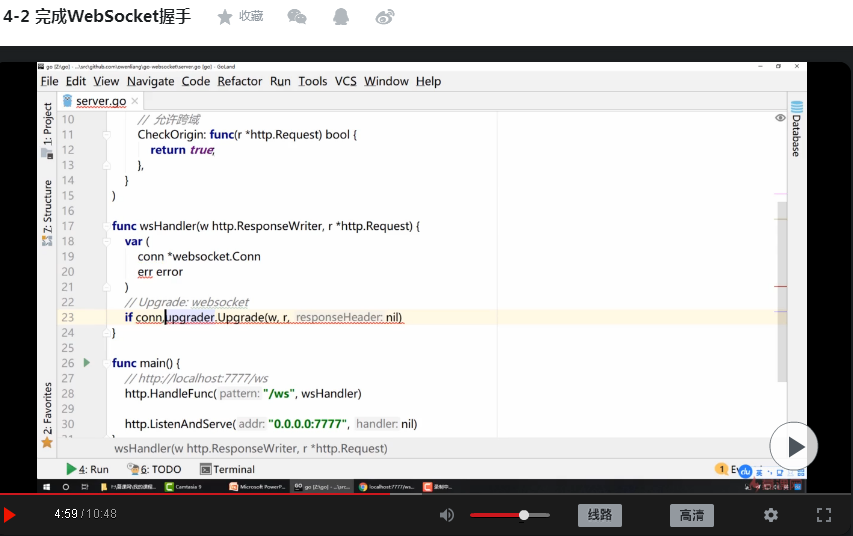 4-2 完成WebSocket握手 收藏
go [Z:\go] - ...\src\github.com\owenliang\go-websocket\server.go [go] - GoLand
File Edit View Navigate Code Refactor Run Tools VCS Window Help
server.go
1: Project
7: Structure
2: Favorites
Database
10 // 允许跨域
11 CheckOrigin: func(r *http.Request) bool {
12 return true;
13 },
14 }
15 )
16
17 func wsHandler(w http.ResponseWriter, r *http.Request) {
18 var (
19 conn *websocket.Conn
20 err error
21 )
22 // Upgrade: websocket
23 if conn,upgrader.Upgrade(w, r, responseHeader: nil)
24 }
25
26 func main() {
27 // http://localhost:7777/ws
28 http.HandleFunc( pattern: "/ws", wsHandler)
29
30 http.ListenAndServe( addr: "0.0.0.0:7777", handler: nil)
wsHandler(w http.ResponseWriter, r *http.Request)
4: Run 6: TODO Terminal 1 Ev
Camtasia 9 Microsoft PowerP... go [Z:\go] - ...\src... localhost:7777/ws...
4:59/10:48 线路 高清